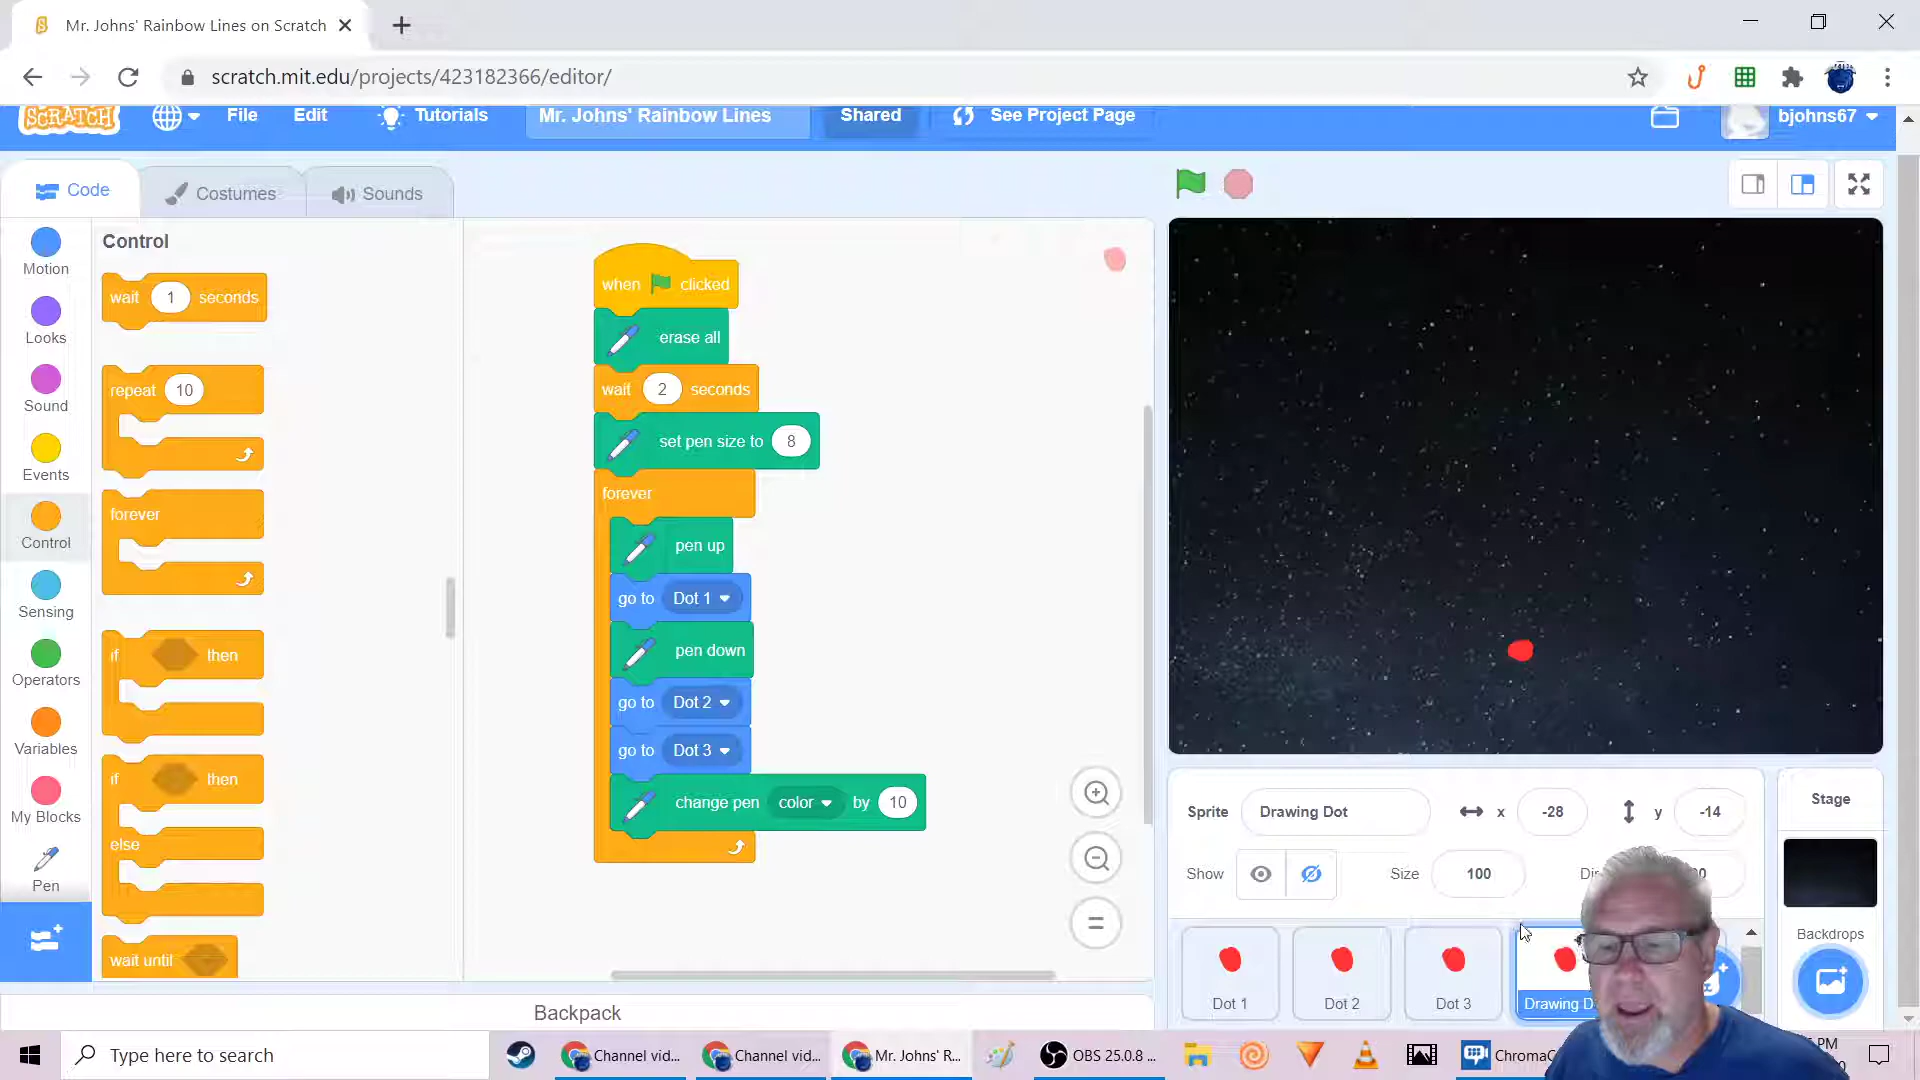 Mr. Johns' Rainbow Lines on Scratch
scratch.mit.edu/projects/423182366/editor/
SCRATCH
File
Edit
Tutorials
Mr. Johns' Rainbow Lines
Shared
See Project Page
bjohns67
Code
Costumes
Sounds
Motion
Looks
Sound
Events
Control
Sensing
Operators
Variables
My Blocks
Pen
Control
wait 1 seconds
repeat 10
forever
if then
if then
else
wait until
when clicked
erase all
wait 2 seconds
set pen size to 8
forever
pen up
go to Dot 1
pen down
go to Dot 2
go to Dot 3
change pen color by 10
Backpack
Sprite
Drawing Dot
x
-28
y
-14
Show
Size
100
Dot 1
Dot 2
Dot 3
Drawing
Stage
Backdrops
Type here to search
Channel vid...
Channel vid...
Mr. Johns' R...
OBS 25.0.8 ...
PM